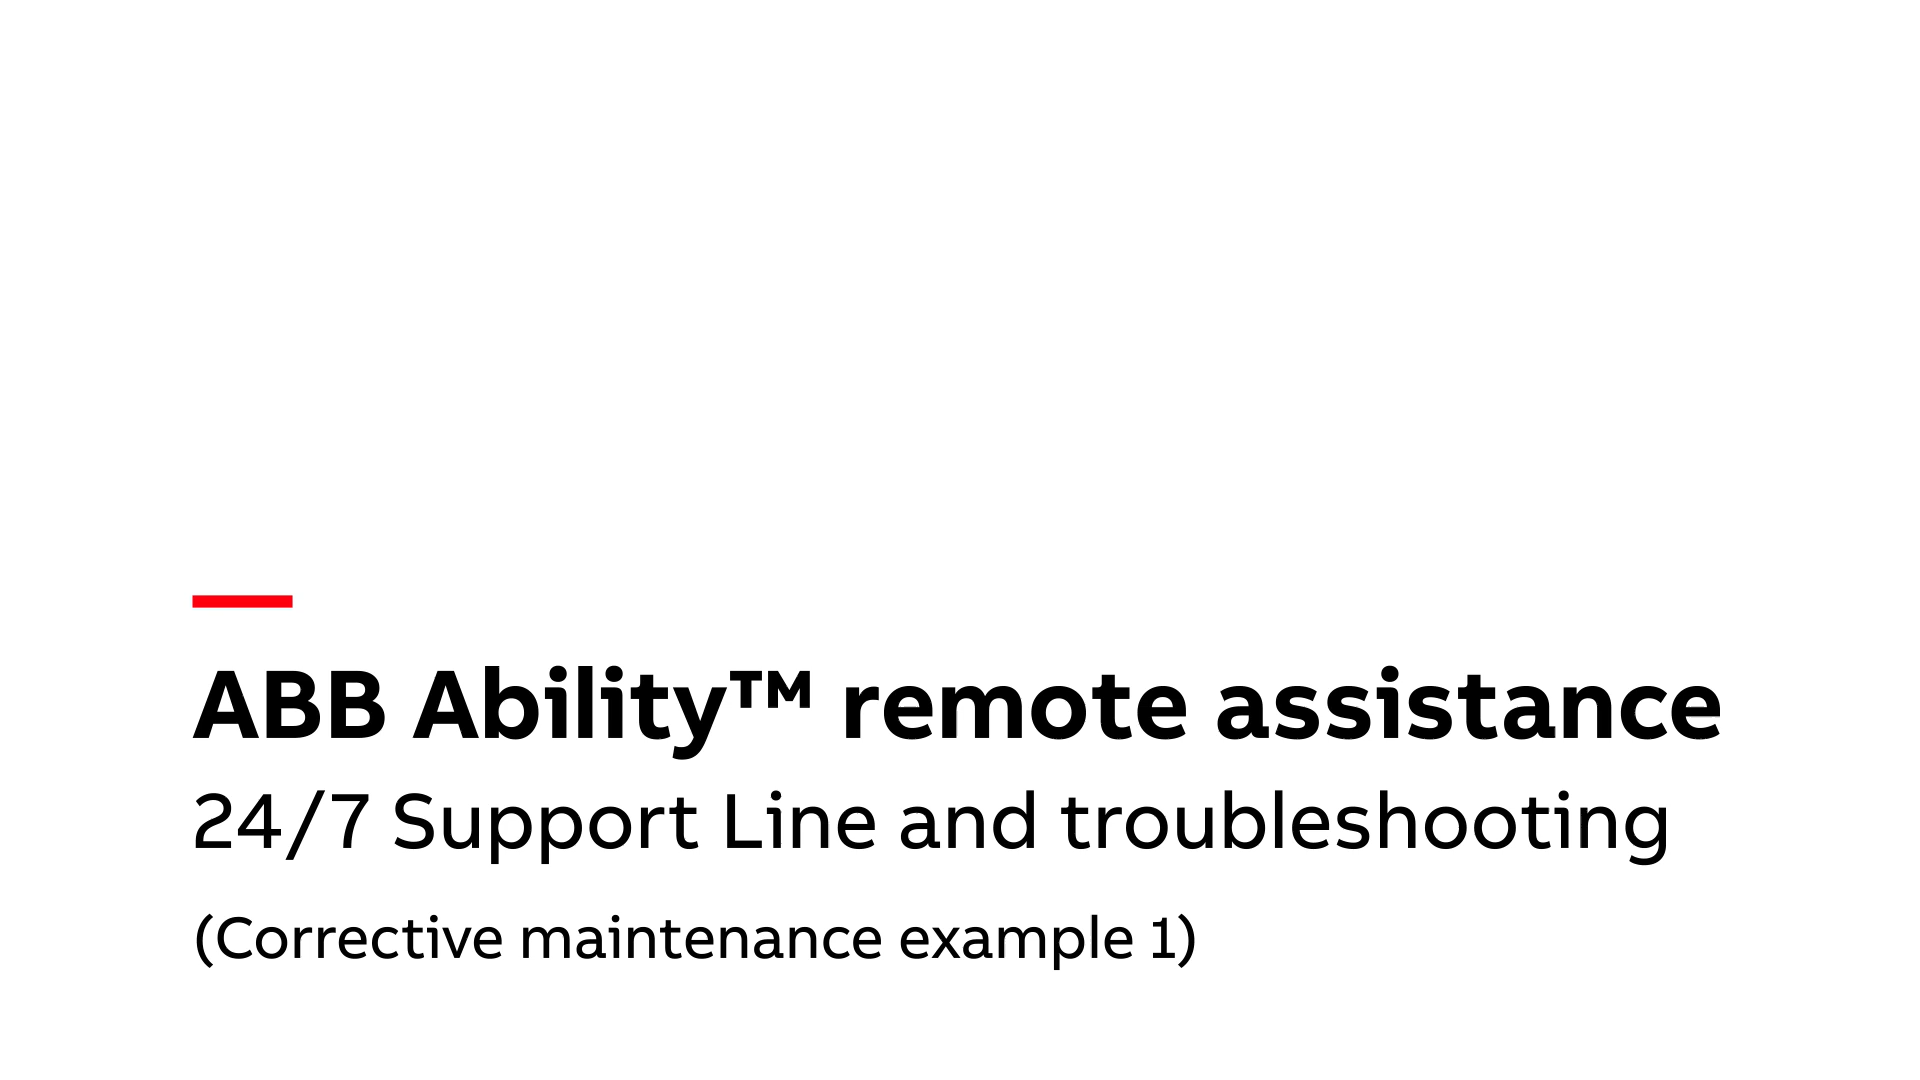 ABB Ability™ remote assistance
24/7 Support Line and troubleshooting
(Corrective maintenance example 1)